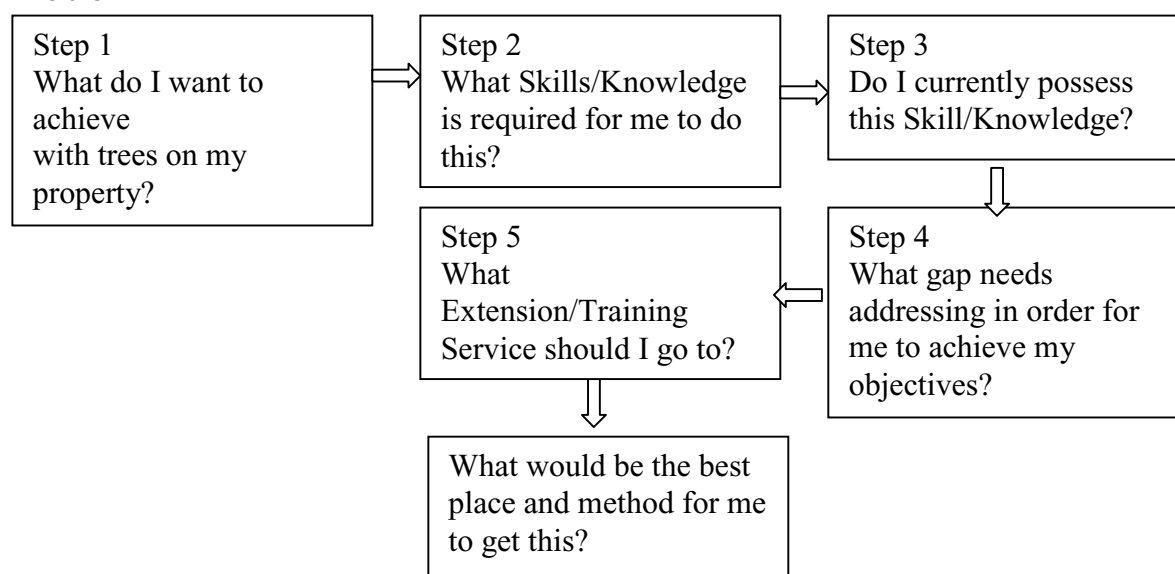 Step 1
What do I want to
achieve
with trees on my
property?
Step 2
What Skills/Knowledge
is required for me to do
this?
Step 3
Do I currently possess
this Skill/Knowledge?
Step 4
What gap needs
addressing in order for
me to achieve my
objectives?
Step 5
What
Extension/Training
Service should I go to?
What would be the best
place and method for me
to get this?